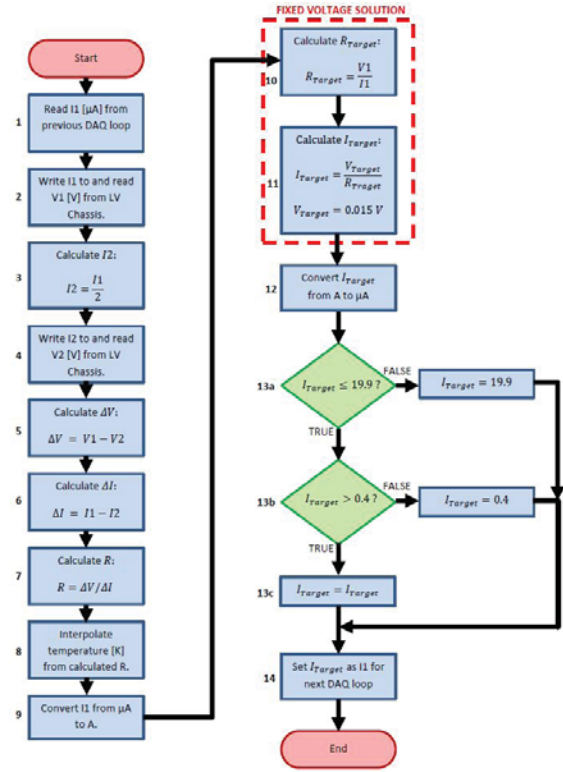 FIXED VOLTAGE SOLUTION
Start
1
Read I1 [µA] from
previous DAQ loop
2
Write I1 to and read
V1 [V] from LV
Chassis.
3
Calculate I2:
I2 = I1/2
4
Write I2 to and read
V2 [V] from LV
Chassis.
5
Calculate ΔV:
ΔV = V1 − V2
6
Calculate ΔI:
ΔI = I1 − I2
7
Calculate R:
R = ΔV/ΔI
8
Interpolate
temperature [K]
from calculated R.
9
Convert I1 from µA
to A.
10
Calculate R_Target:
R_Target = V1/I1
11
Calculate I_Target:
I_Target = V_Target/R_Traget
V_Target = 0.015 V
12
Convert I_Target
from A to µA
13a
I_Target ≤ 19.9 ?
FALSE
I_Target = 19.9
TRUE
13b
I_Target > 0.4 ?
FALSE
I_Target = 0.4
TRUE
13c
I_Target = I_Target
14
Set I_Target as I1 for
next DAQ loop
End